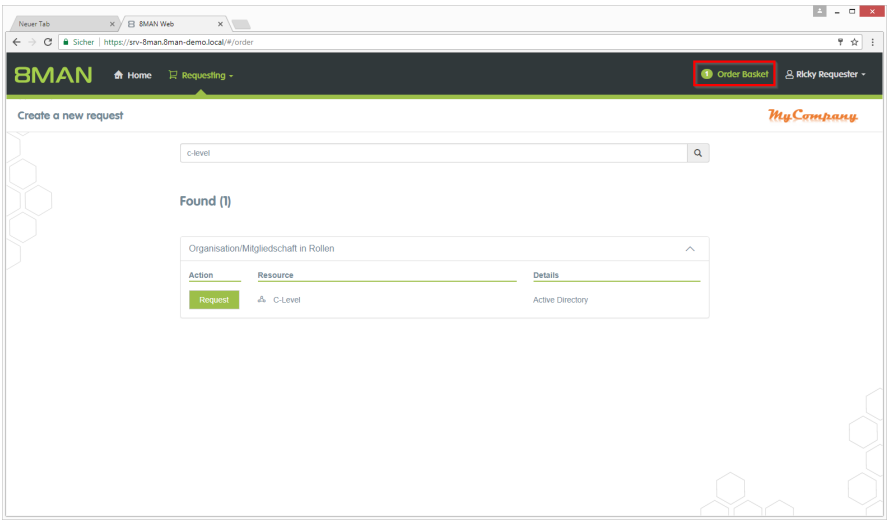 Neuer Tab
8MAN Web
Sicher https://srv-8man.8man-demo.local/#/order
8MAN Home Requesting 1 Order Basket Ricky Requester
Create a new request MyCompany
c-level
Found (1)
Organisation/Mitgliedschaft in Rollen
Action Resource Details
Request C-Level Active Directory